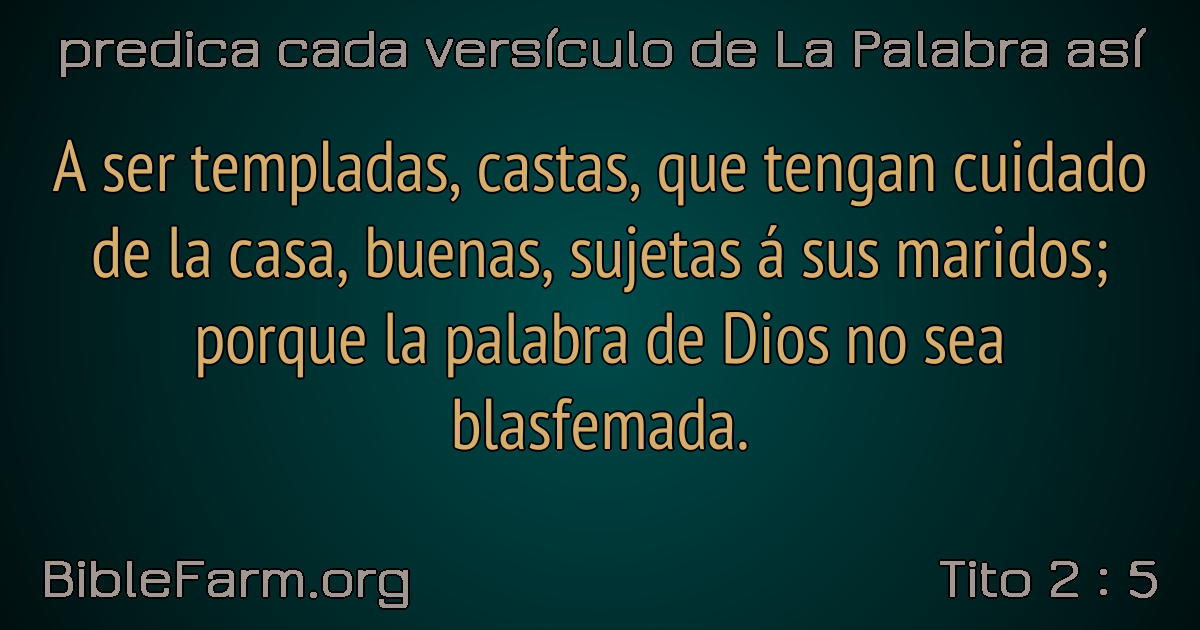 predica cada versículo de La Palabra así
A ser templadas, castas, que tengan cuidado
de la casa, buenas, sujetas á sus maridos;
porque la palabra de Dios no sea
blasfemada.
BibleFarm.org
Tito 2 : 5